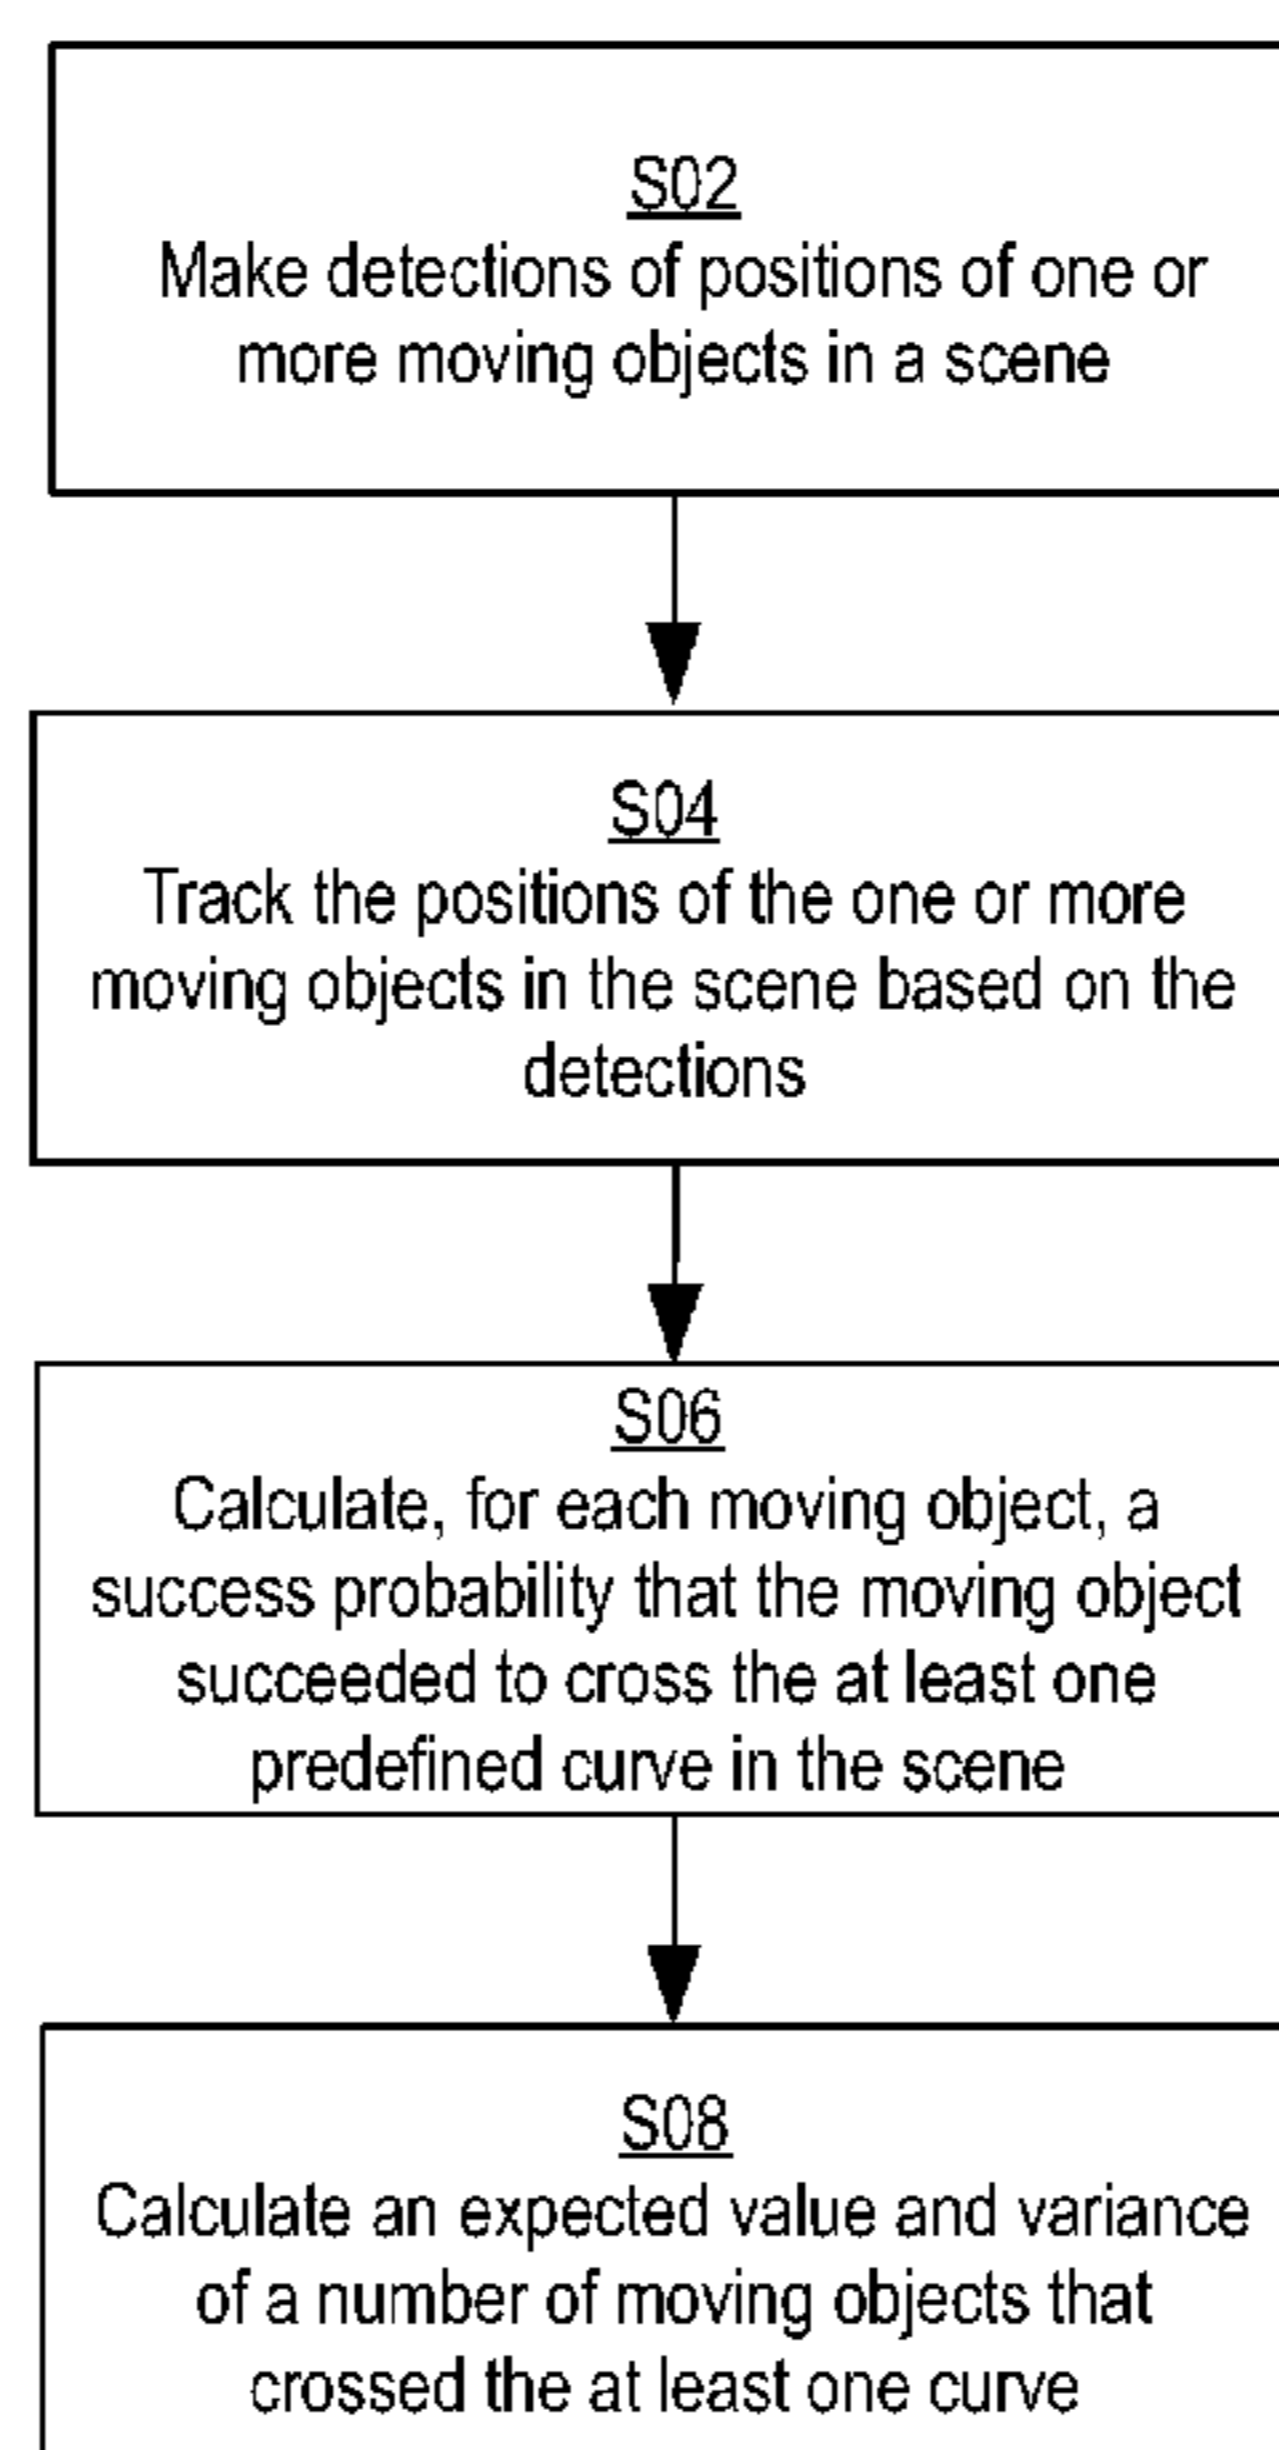 S02
Make detections of positions of one or
more moving objects in a scene
S04
Track the positions of the one or more
moving objects in the scene based on the
detections
S06
Calculate, for each moving object, a
success probability that the moving object
succeeded to cross the at least one
predefined curve in the scene
S08
Calculate an expected value and variance
of a number of moving objects that
crossed the at least one curve